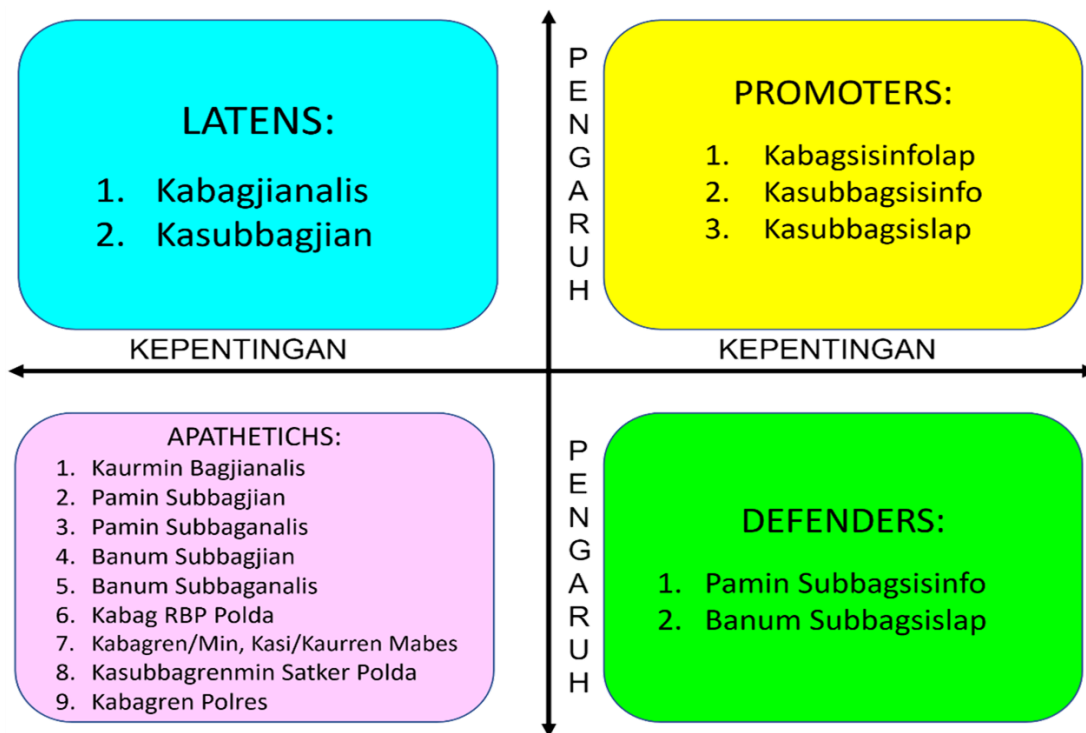 LATENS:
1. Kabagjianalis
2. Kasubbagjian
PENGARUH
PROMOTERS:
1. Kabagsisinfolap
2. Kasubbagsisinfo
3. Kasubbagsislap
KEPENTINGAN
KEPENTINGAN
APATHETICHS:
1. Kaurmin Bagjianalis
2. Pamin Subbagjian
3. Pamin Subbaganalis
4. Banum Subbagjian
5. Banum Subbaganalis
6. Kabag RBP Polda
7. Kabagren/Min, Kasi/Kaurren Mabes
8. Kasubbagrenmin Satker Polda
9. Kabagren Polres
PENGARUH
DEFENDERS:
1. Pamin Subbagsisinfo
2. Banum Subbagsislap